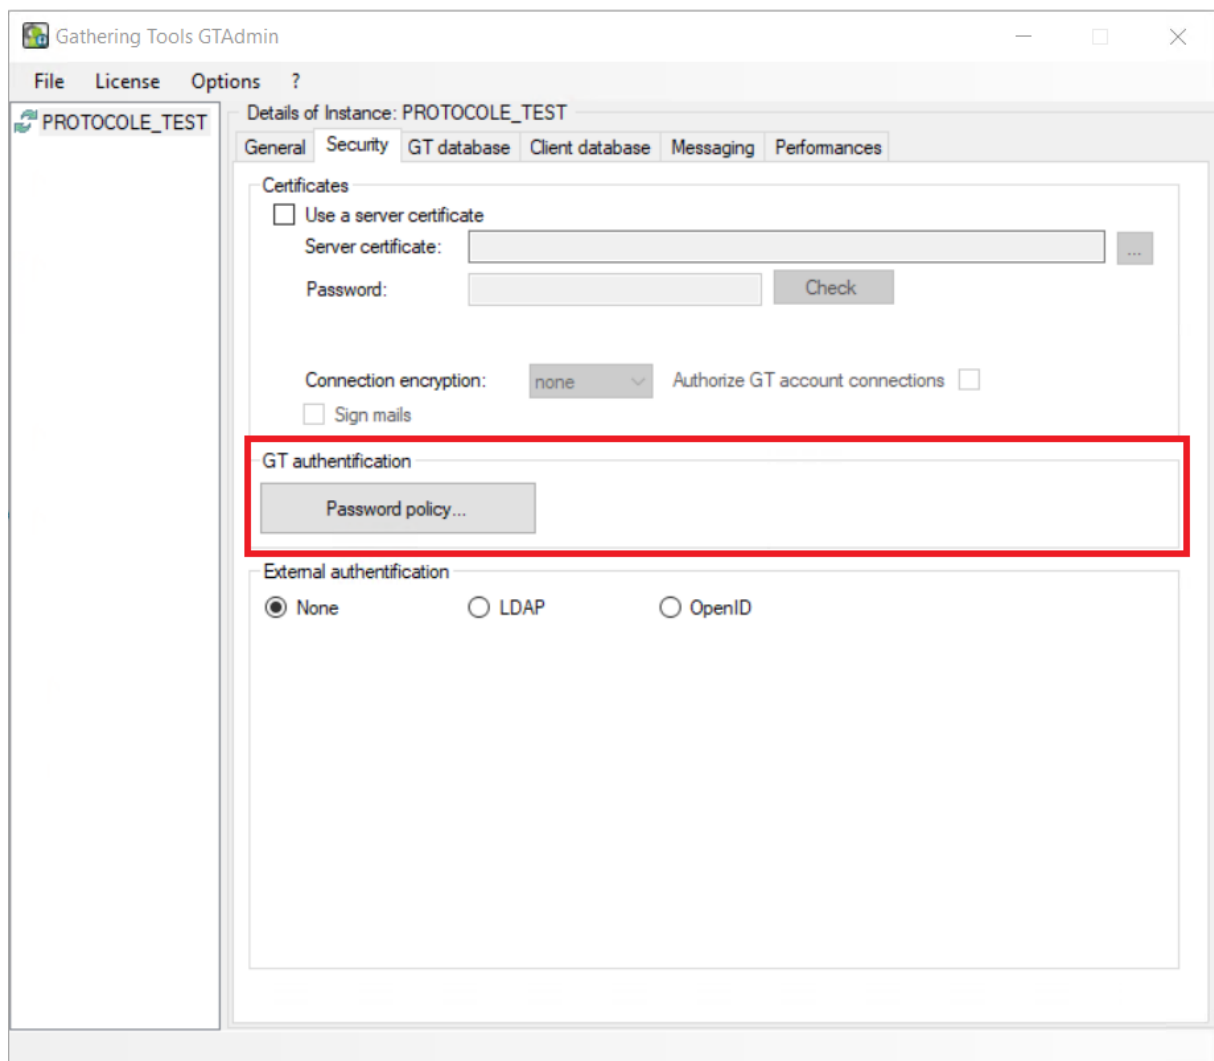 Gathering Tools GTAdmin
File License Options ?
PROTOCOLE_TEST
Details of Instance: PROTOCOLE_TEST
General Security GT database Client database Messaging Performances
Certificates
Use a server certificate
Server certificate:
...
Password:
Check
Connection encryption: none Authorize GT account connections
Sign mails
GT authentification
Password policy...
External authentification
None LDAP OpenID